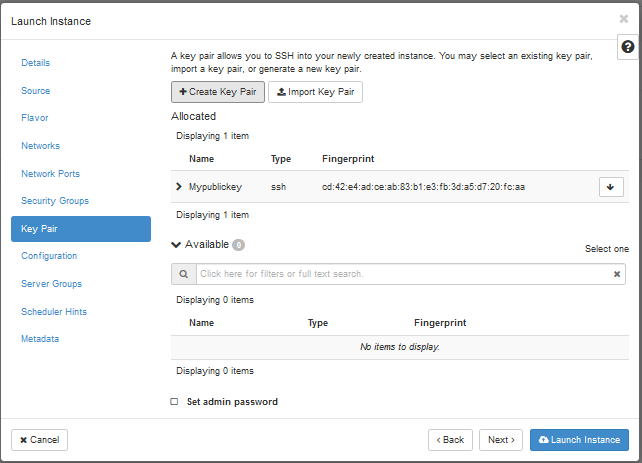 Launch Instance
Details
Source
Flavor
Networks
Network Ports
Security Groups
Key Pair
Configuration
Server Groups
Scheduler Hints
Metadata
A key pair allows you to SSH into your newly created instance. You may select an existing key pair,
import a key pair, or generate a new key pair.
Create Key Pair Import Key Pair
Allocated
Displaying 1 item
Name Type Fingerprint
Mypublickey ssh cd:42:e4:ad:ce:ab:83:b1:e3:fb:3d:a5:d7:20:fc:aa
Displaying 1 item
Available 0 Select one
Click here for filters or full text search.
Displaying 0 items
Name Type Fingerprint
No items to display.
Displaying 0 items
Set admin password
Cancel < Back Next > Launch Instance